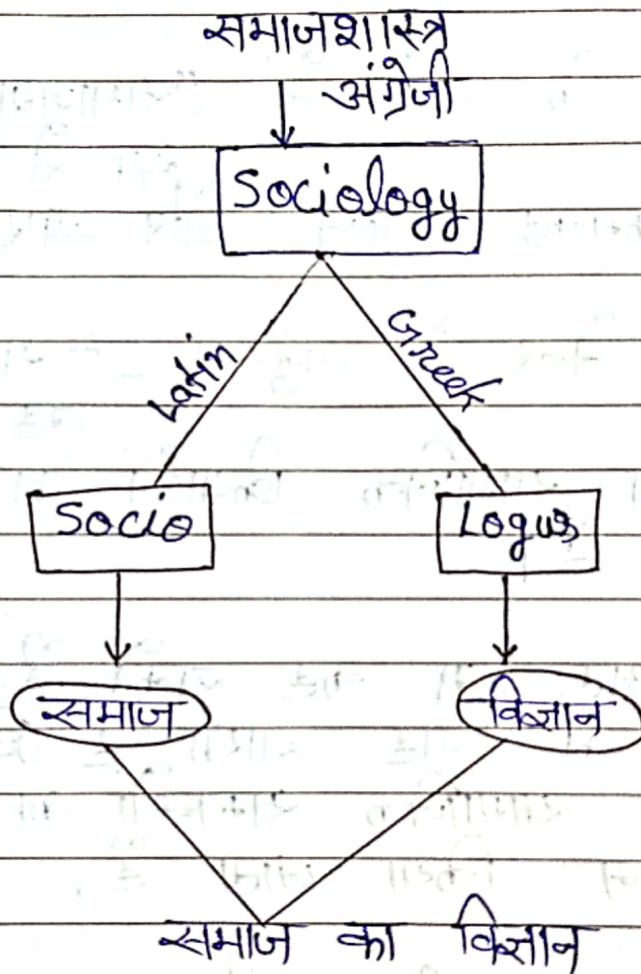 समाजशास्त्र
अंग्रेजी
Sociology
Latin Greek
Socio Logus
समाज विज्ञान
समाज का विज्ञान